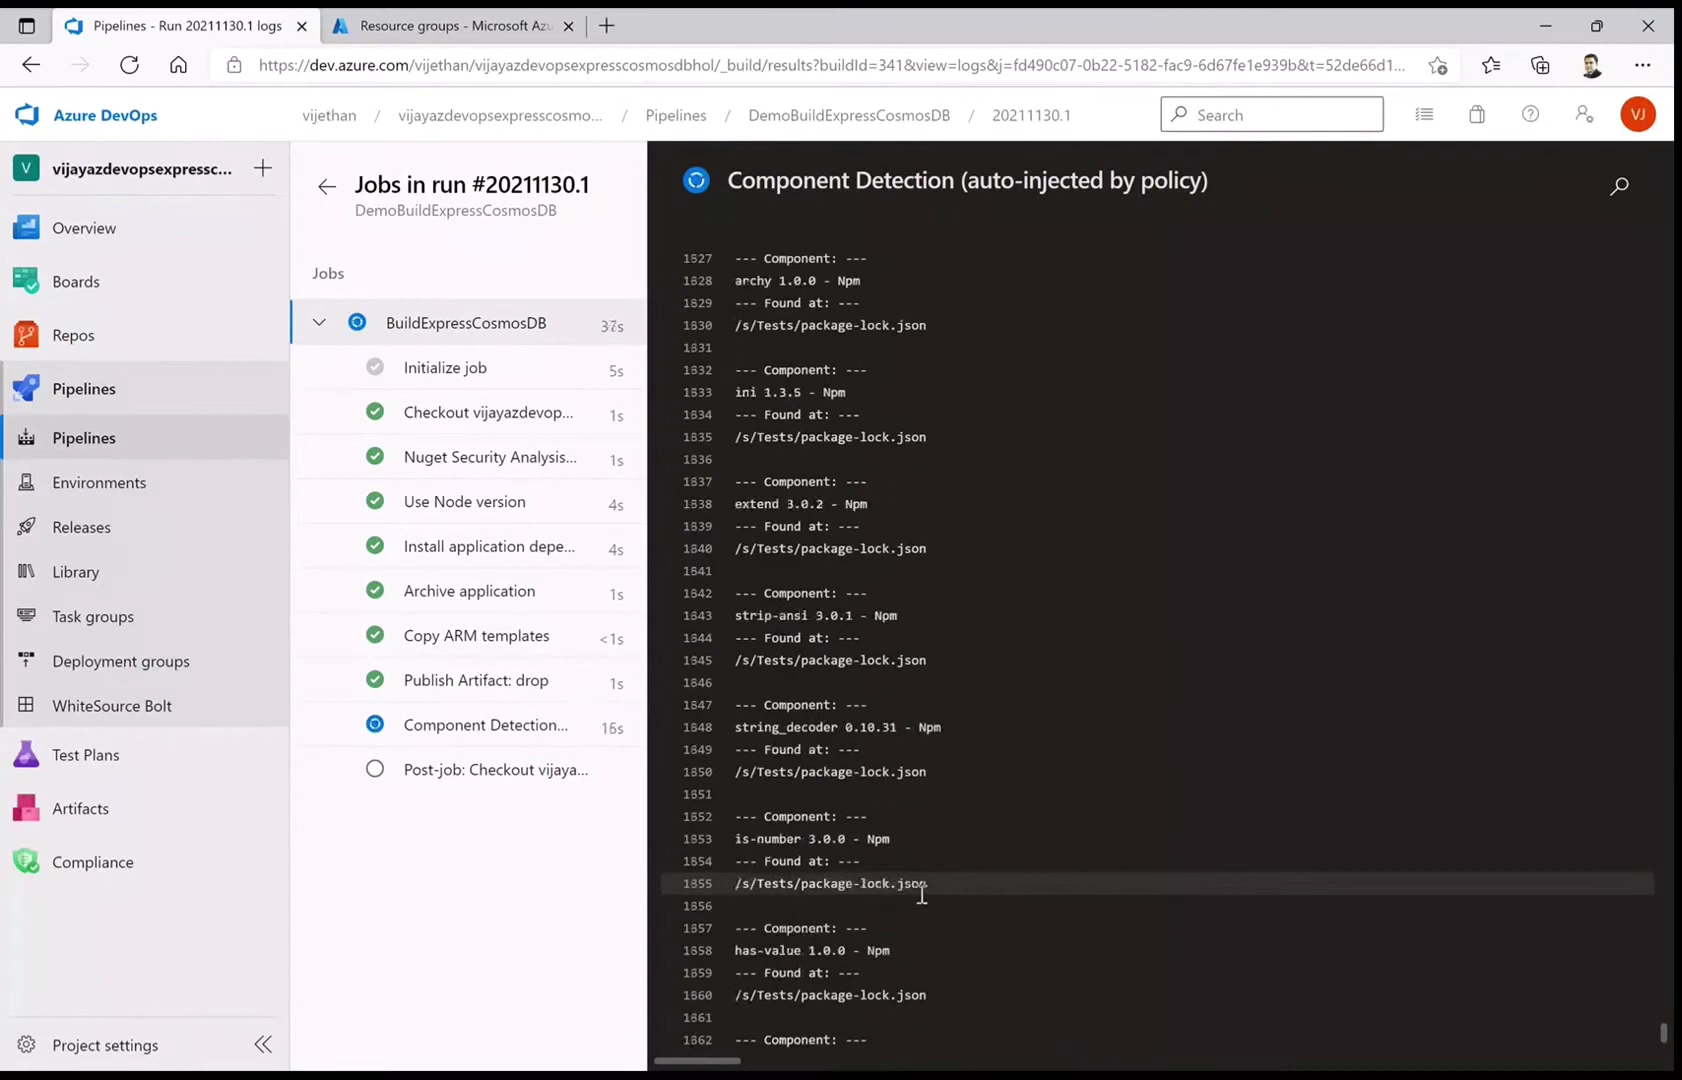 Pipelines - Run 20211130.1 logs
Resource groups - Microsoft Azu
https://dev.azure.com/vijethan/vijayazdevopsexpresscosmosdbhol/_build/results?buildId=341&view=logs&j=fd490c07-0b22-5182-fac9-6d67fe1e939b&t=52de66d1...
Azure DevOps
vijethan / vijayazdevopsexpresscosmo... / Pipelines / DemoBuildExpressCosmosDB / 20211130.1
Search
VJ
V vijayazdevopsexpressc...
Overview
Boards
Repos
Pipelines
Pipelines
Environments
Releases
Library
Task groups
Deployment groups
WhiteSource Bolt
Test Plans
Artifacts
Compliance
Project settings
Jobs in run #20211130.1
DemoBuildExpressCosmosDB
Jobs
BuildExpressCosmosDB 37s
Initialize job 5s
Checkout vijayazdevop... 1s
Nuget Security Analysis... 1s
Use Node version 4s
Install application depe... 4s
Archive application 1s
Copy ARM templates <1s
Publish Artifact: drop 1s
Component Detection... 16s
Post-job: Checkout vijaya...
Component Detection (auto-injected by policy)
1827 --- Component: ---
1828 archy 1.0.0 - Npm
1829 --- Found at: ---
1830 /s/Tests/package-lock.json
1831
1832 --- Component: ---
1833 ini 1.3.5 - Npm
1834 --- Found at: ---
1835 /s/Tests/package-lock.json
1836
1837 --- Component: ---
1838 extend 3.0.2 - Npm
1839 --- Found at: ---
1840 /s/Tests/package-lock.json
1841
1842 --- Component: ---
1843 strip-ansi 3.0.1 - Npm
1844 --- Found at: ---
1845 /s/Tests/package-lock.json
1846
1847 --- Component: ---
1848 string_decoder 0.10.31 - Npm
1849 --- Found at: ---
1850 /s/Tests/package-lock.json
1851
1852 --- Component: ---
1853 is-number 3.0.0 - Npm
1854 --- Found at: ---
1855 /s/Tests/package-lock.json
1856
1857 --- Component: ---
1858 has-value 1.0.0 - Npm
1859 --- Found at: ---
1860 /s/Tests/package-lock.json
1861
1862 --- Component: ---